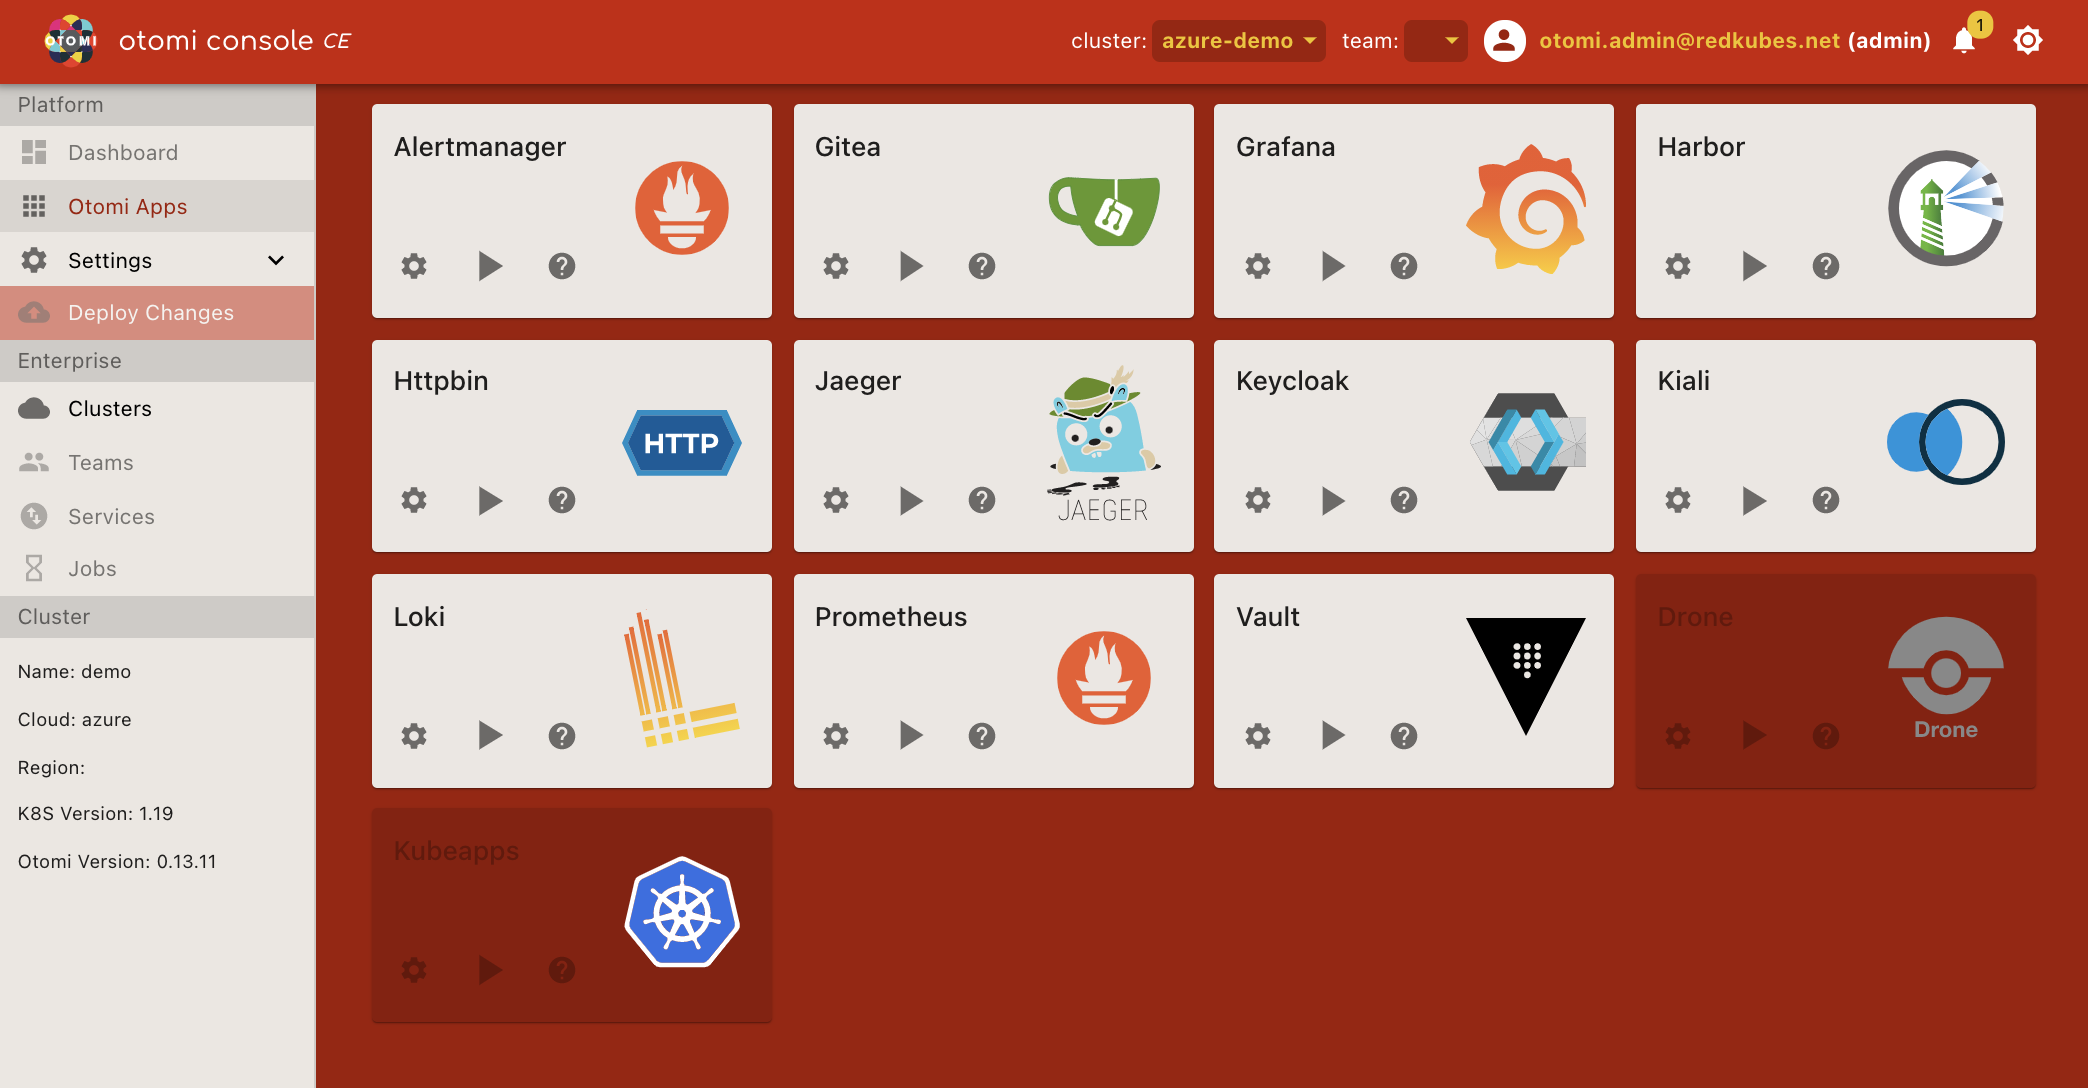 OTOMI
otomi console CE
cluster: azure-demo team: otomi.admin@redkubes.net (admin) 1
Platform
Dashboard
Otomi Apps
Settings
Deploy Changes
Enterprise
Clusters
Teams
Services
Jobs
Cluster
Name: demo
Cloud: azure
Region:
K8S Version: 1.19
Otomi Version: 0.13.11
Alertmanager
Gitea
Grafana
Harbor
Httpbin
HTTP
Jaeger
JAEGER
Keycloak
Kiali
Loki
Prometheus
Vault
Drone
Drone
Kubeapps